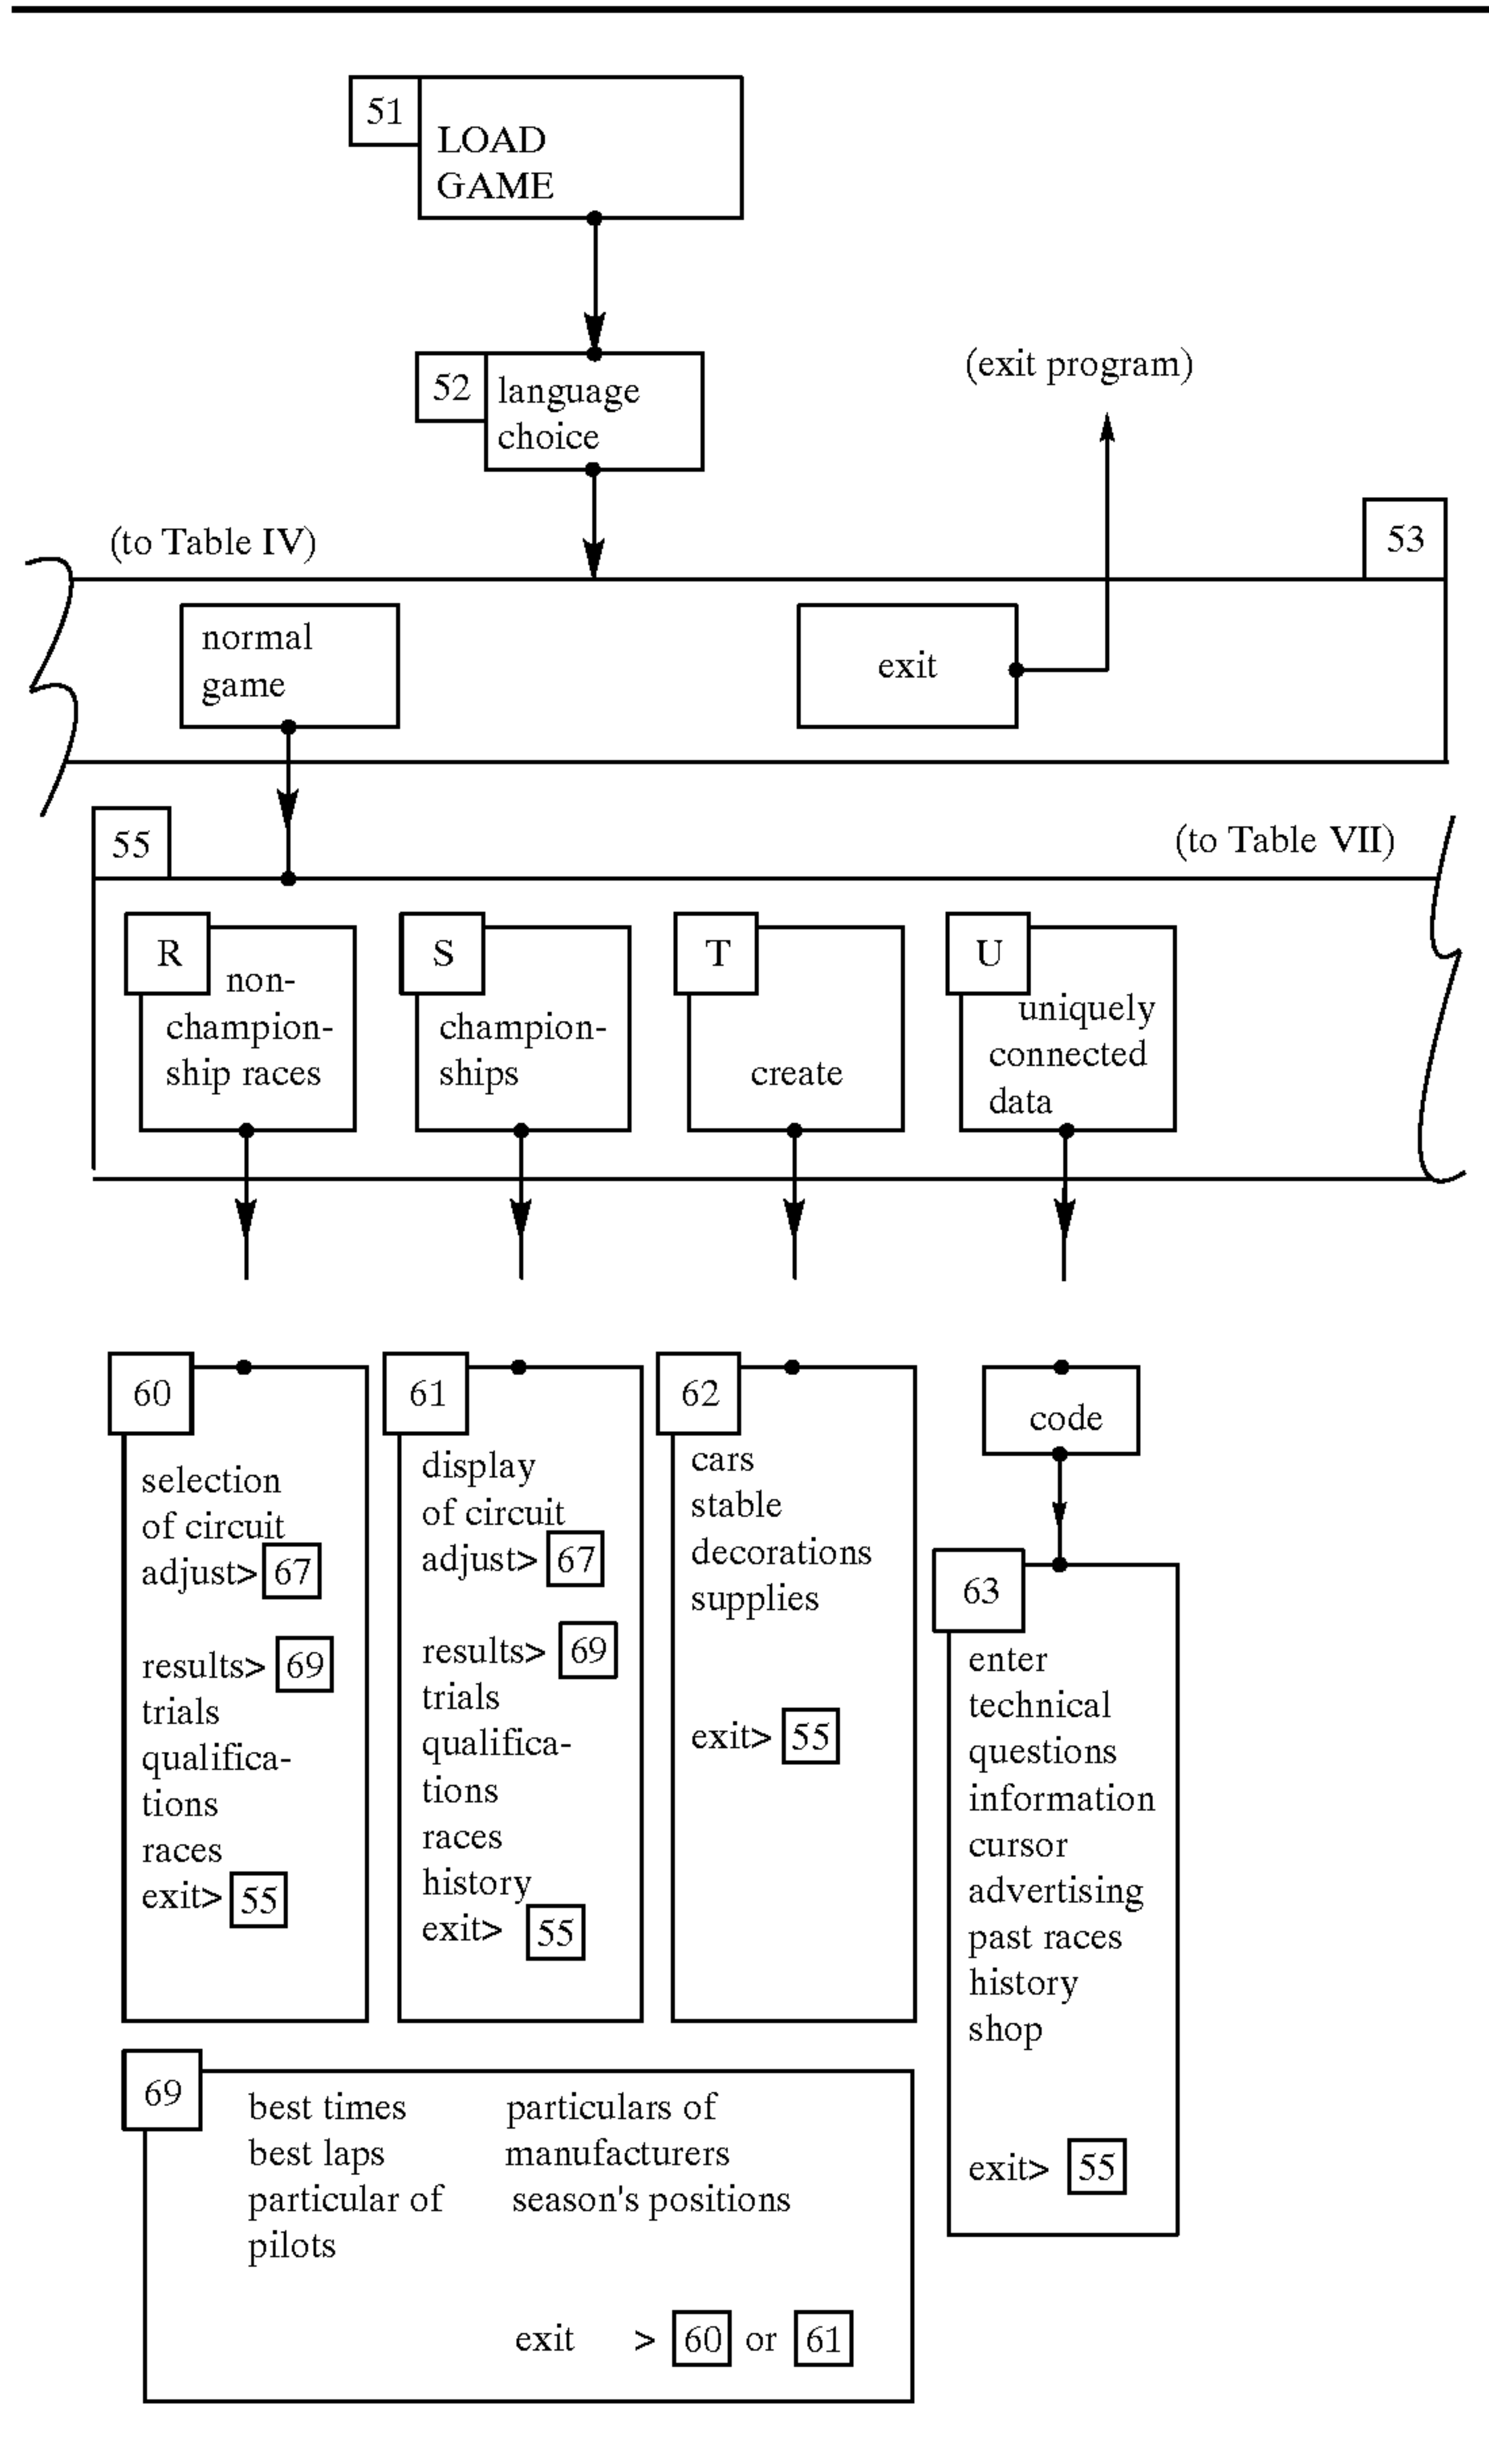 51
LOAD
GAME
52
language
choice
(exit program)
(to Table IV)
53
normal
game
exit
55
(to Table VII)
R
non-
champion-
ship races
S
champion-
ships
T
create
U
uniquely
connected
data
60
selection
of circuit
adjust> 67
results> 69
trials
qualifica-
tions
races
exit> 55
61
display
of circuit
adjust> 67
results> 69
trials
qualifica-
tions
races
history
exit> 55
62
cars
stable
decorations
supplies
exit> 55
code
63
enter
technical
questions
information
cursor
advertising
past races
history
shop
exit> 55
69
best times
best laps
particular of
pilots
particulars of
manufacturers
season's positions
exit > 60 or 61